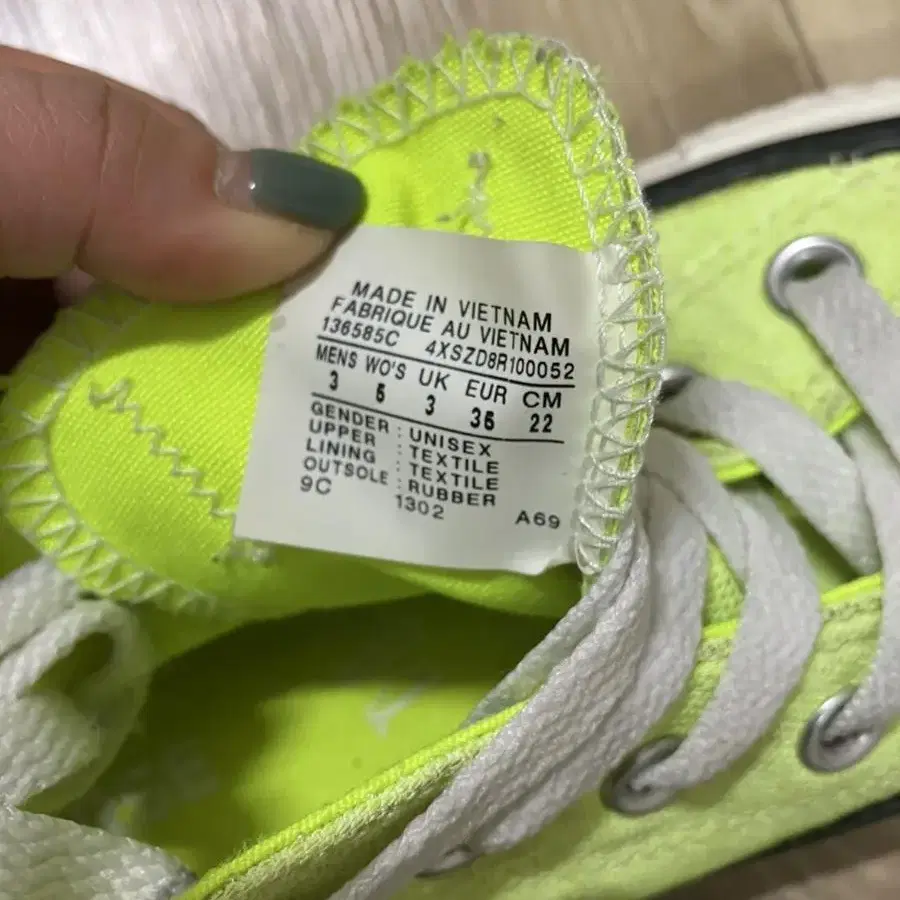 MADE IN VIETNAM
FABRIQUE AU VIETNAM
136585C 4XSZD8R100052
MENS WO'S UK EUR CM
3 5 3 35 22
GENDER : UNISEX
UPPER : TEXTILE
LINING : TEXTILE
OUTSOLE : RUBBER
9C 1302 A69